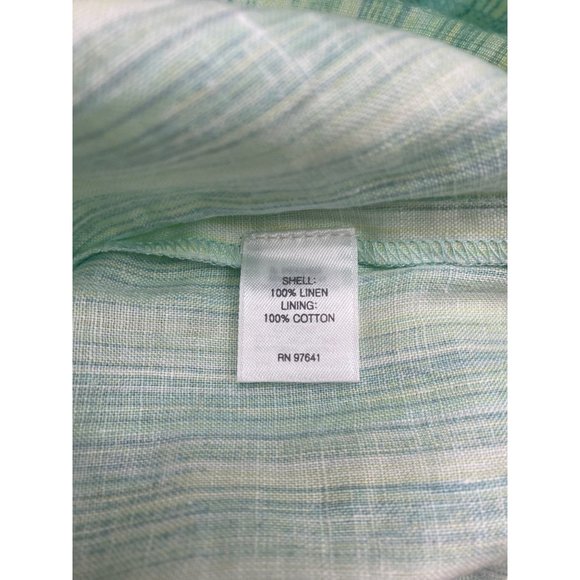 SHELL:
100% LINEN
LINING:
100% COTTON
RN 97641